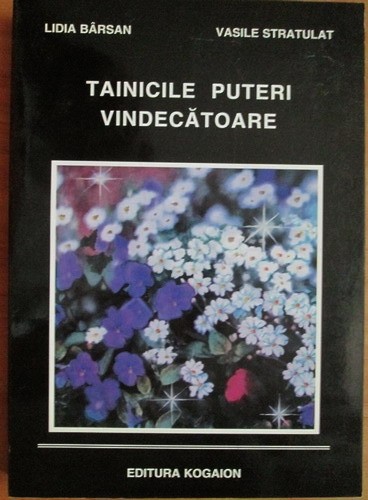 LIDIA BÂRSAN
VASILE STRATULAT
TAINICILE PUTERI
VINDECĂTOARE
EDITURA KOGAION